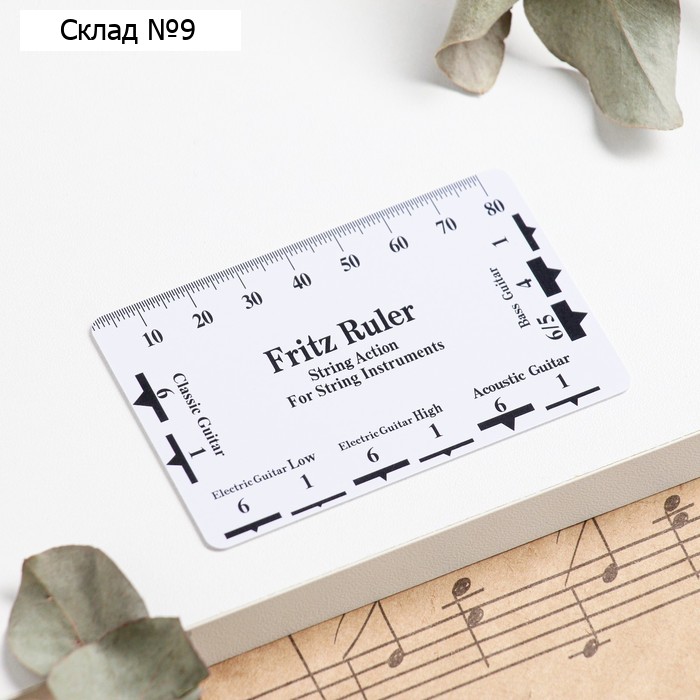 Склад №9
10 20 30 40 50 60 70 80
Fritz Ruler
String Action
For String Instruments
Classic Guitar
6 1
Bass Guitar
1 4 6/5
Electric Guitar Low
6 1
Electric Guitar High
6 1
Acoustic Guitar
6 1